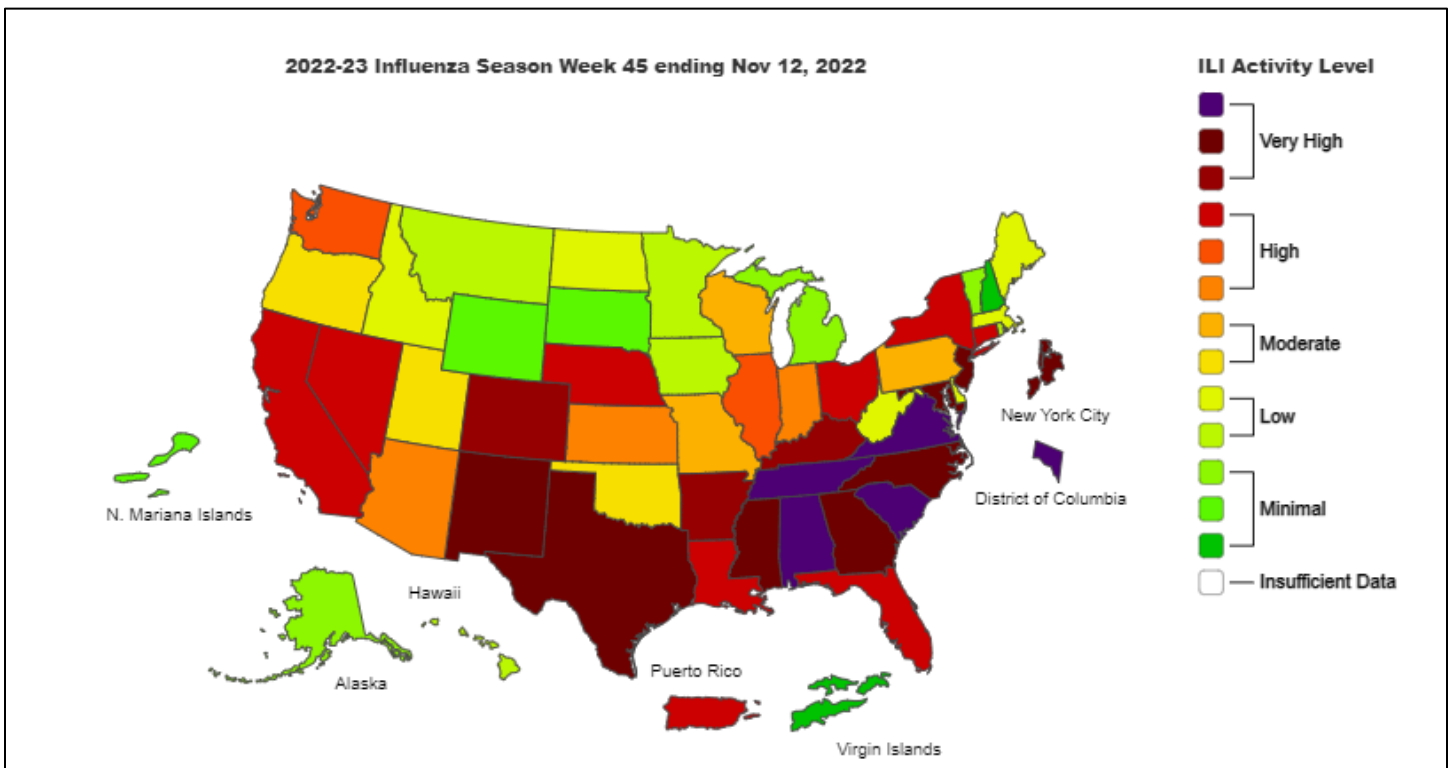 2022-23 Influenza Season Week 45 ending Nov 12, 2022
ILI Activity Level
Very High
High
Moderate
Low
Minimal
Insufficient Data
New York City
District of Columbia
N. Mariana Islands
Hawaii
Alaska
Puerto Rico
Virgin Islands